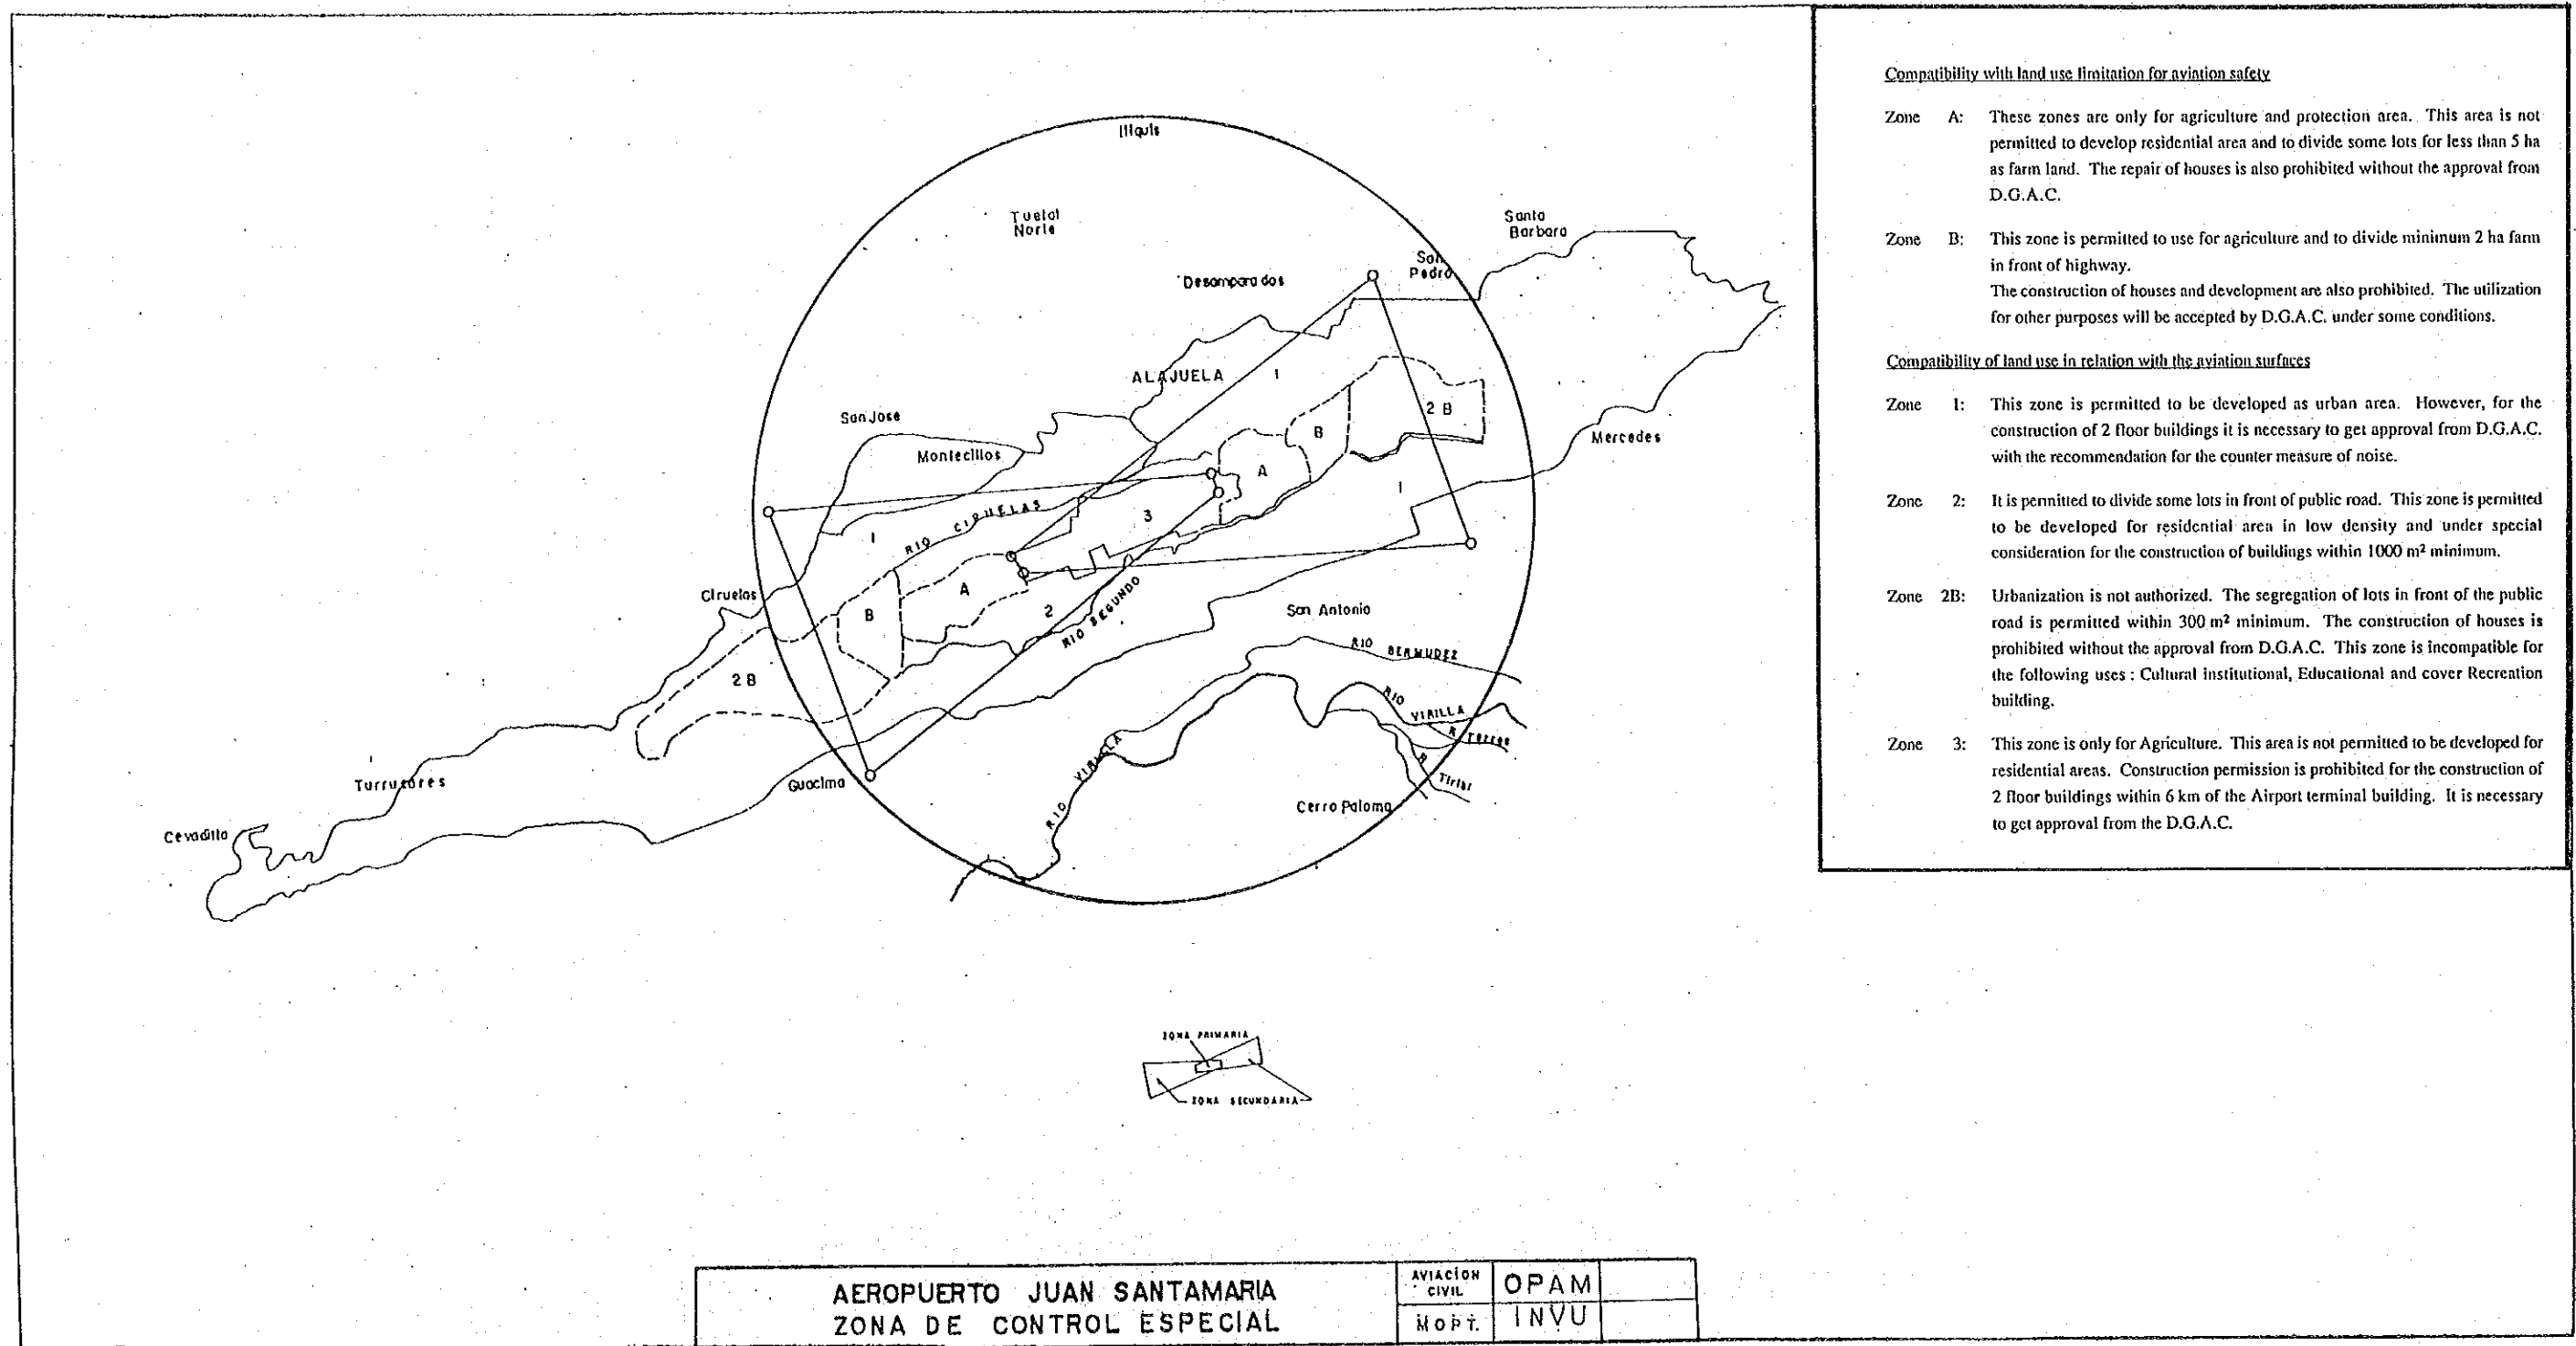 Compatibility with land use limitation for aviation safety
Zone A: These zones are only for agriculture and protection area. This area is not
permitted to develop residential area and to divide some lots for less than 5 ha
as farm land. The repair of houses is also prohibited without the approval from
D.G.A.C.
Zone B: This zone is permitted to use for agriculture and to divide minimum 2 ha farm
in front of highway.
The construction of houses and development are also prohibited. The utilization
for other purposes will be accepted by D.G.A.C. under some conditions.
Compatibility of land use in relation with the aviation surfaces
Zone 1: This zone is permitted to be developed as urban area. However, for the
construction of 2 floor buildings it is necessary to get approval from D.G.A.C.
with the recommendation for the counter measure of noise.
Zone 2: It is permitted to divide some lots in front of public road. This zone is permitted
to be developed for residential area in low density and under special
consideration for the construction of buildings within 1000 m² minimum.
Zone 2B: Urbanization is not authorized. The segregation of lots in front of the public
road is permitted within 300 m² minimum. The construction of houses is
prohibited without the approval from D.G.A.C. This zone is incompatible for
the following uses : Cultural institutional, Educational and cover Recreation
building.
Zone 3: This zone is only for Agriculture. This area is not permitted to be developed for
residential areas. Construction permission is prohibited for the construction of
2 floor buildings within 6 km of the Airport terminal building. It is necessary
to get approval from the D.G.A.C.
Tuetal
Norte
Santa
Barbara
San
Pedro
Desamparados
ALAJUELA
1
San Jose
2 B
B
Mercedes
Montecillos
A
1
3
RIO CIRUELAS
1
A
Ciruelas
B
2
RIO SEGUNDO
San Antonio
RIO BERMUDEZ
2 B
RIO
VIRILLA
R Torres
RIO VIRILLA
R Tiribi
Turrucares
Guacima
Cerro Paloma
Cevadilla
ZONA PRIMARIA
ZONA SECUNDARIA
AEROPUERTO JUAN SANTAMARIA
ZONA DE CONTROL ESPECIAL
AVIACION
CIVIL
OPAM
MOPT.
INVU